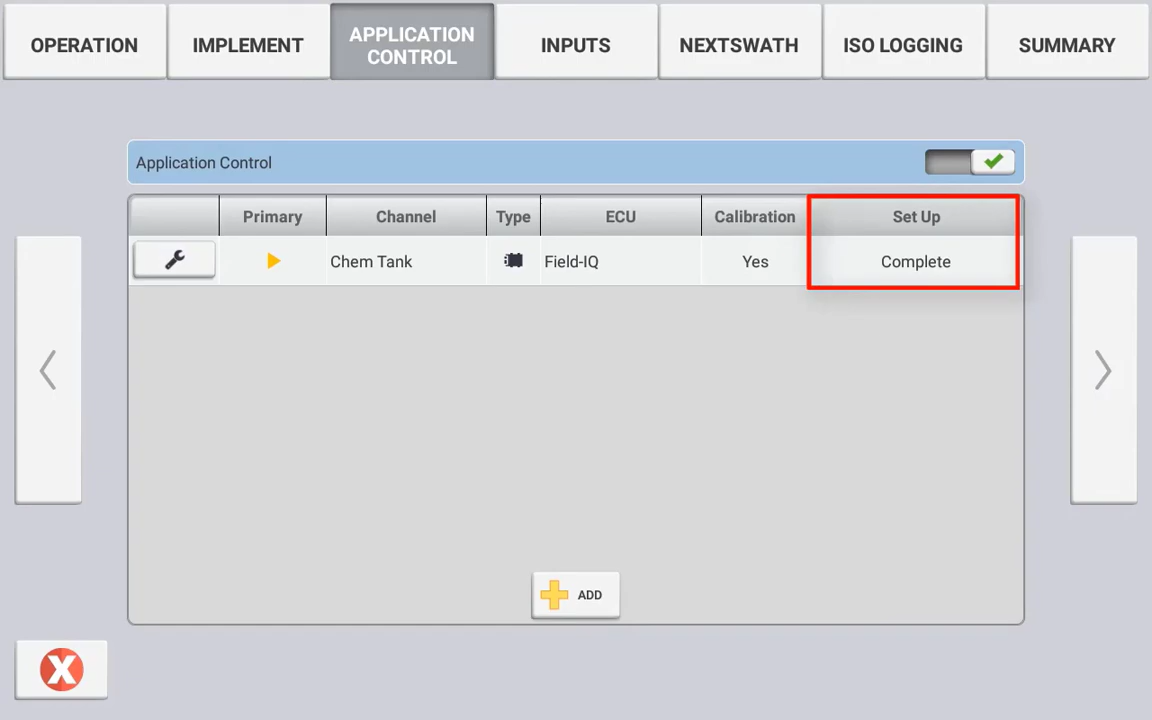 OPERATION
IMPLEMENT
APPLICATION
CONTROL
INPUTS
NEXTSWATH
ISO LOGGING
SUMMARY
Application Control
Primary Channel Type ECU Calibration Set Up
Chem Tank Field-IQ Yes Complete
ADD
X